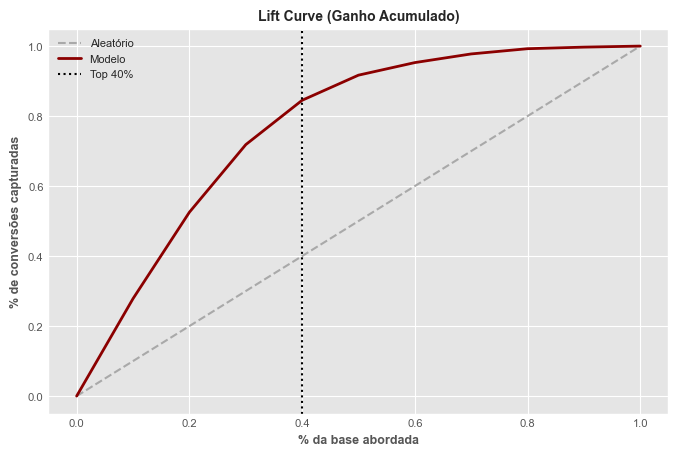 Lift Curve (Ganho Acumulado)
Aleatório
Modelo
Top 40%
% de conversões capturadas
1.0
0.8
0.6
0.4
0.2
0.0
0.0 0.2 0.4 0.6 0.8 1.0
% da base abordada